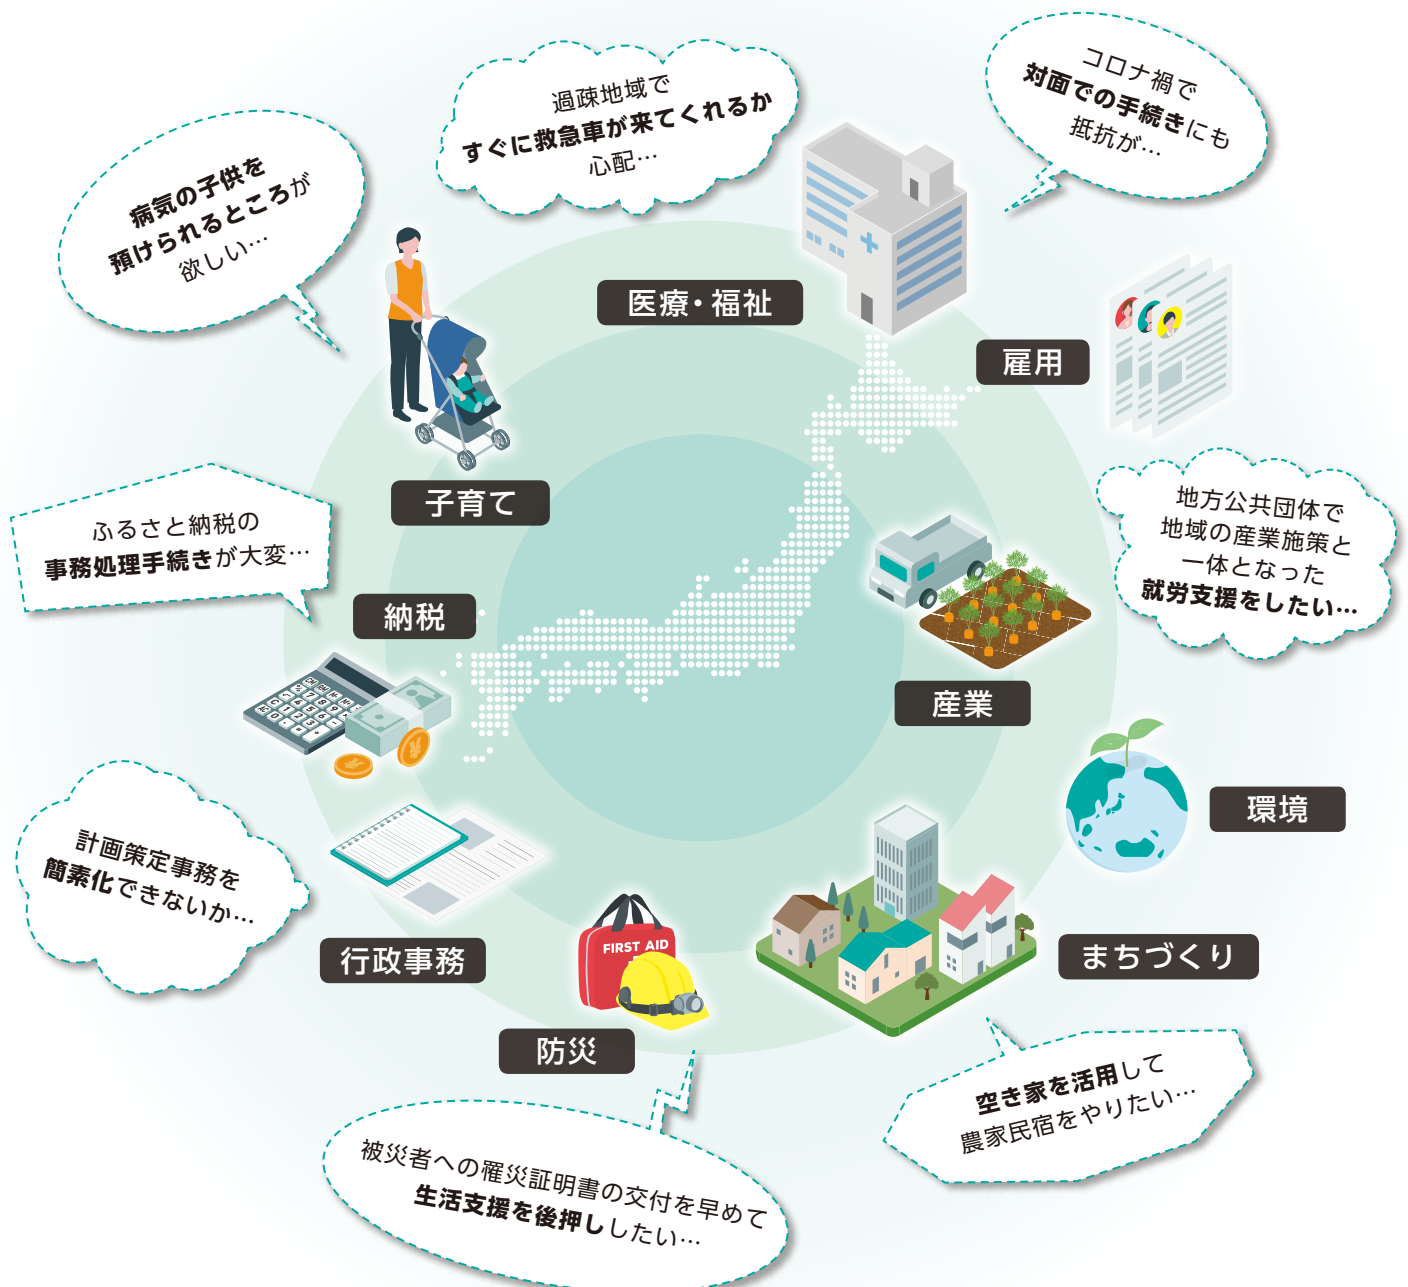 過疎地域で
すぐに救急車が来てくれるか
心配…
コロナ禍で
対面での手続きにも
抵抗が…
病気の子供を
預けられるところが
欲しい…
医療・福祉
雇用
子育て
地方公共団体で
地域の産業施策と
一体となった
就労支援をしたい…
ふるさと納税の
事務処理手続きが大変…
納税
産業
環境
計画策定事務を
簡素化できないか…
行政事務
FIRST AID
まちづくり
防災
空き家を活用して
農家民宿をやりたい…
被災者への罹災証明書の交付を早めて
生活支援を後押ししたい…